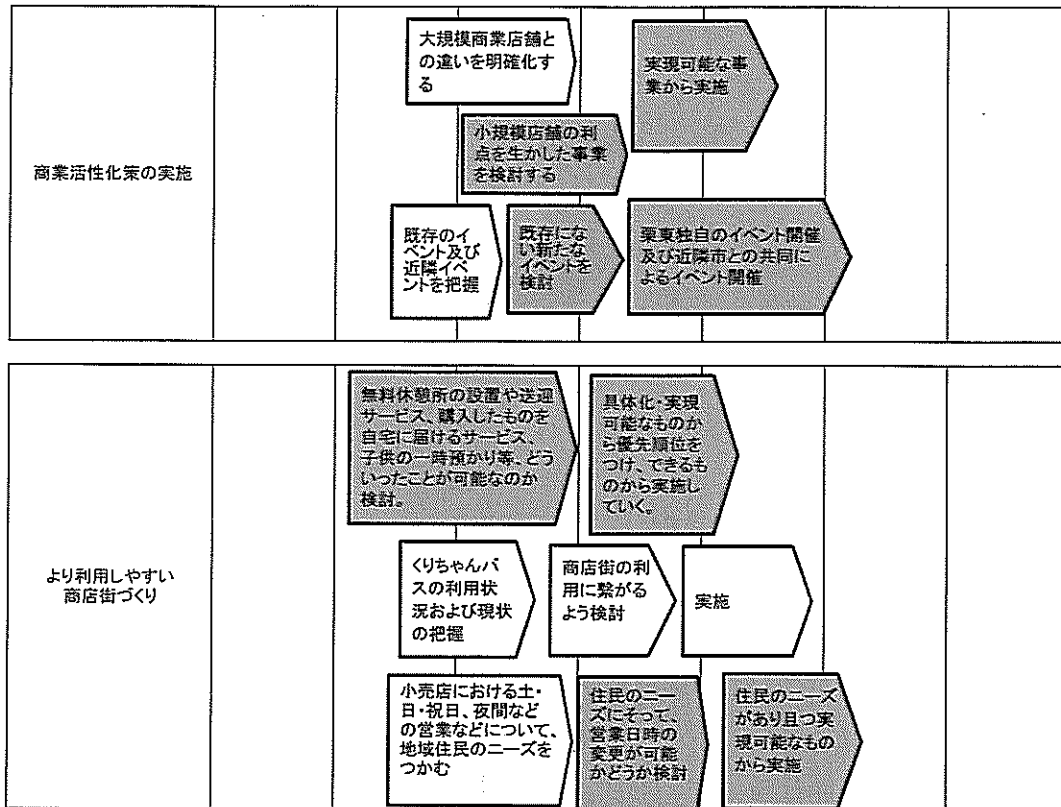 商業活性化策の実施
大規模商業店舗と
の違いを明確化す
る
実現可能な事
業から実施
小規模店舗の利
点を生かした事業
を検討する
既存のイ
ベント及び
近隣イベ
ントを把握
既存にな
い新たな
イベントを
検討
栗東独自のイベント開催
及び近隣市との共同に
よるイベント開催
より利用しやすい
商店街づくり
無料休憩所の設置や送迎
サービス、購入したものを
自宅に届けるサービス、
子供の一時預かり等、どう
いったことが可能なのか
検討。
具体化・実現
可能なものか
ら優先順位を
つけ、できるも
のから実施し
ていく。
くりちゃんバ
スの利用状
況および現状
の把握
商店街の利
用に繋がる
よう検討
実施
小売店における土・
日・祝日、夜間など
の営業などについて、
地域住民のニーズを
つかむ
住民のニー
ズにそって、
営業日時の
変更が可能
かどうか検討
住民のニーズ
があり且つ実
現可能なもの
から実施